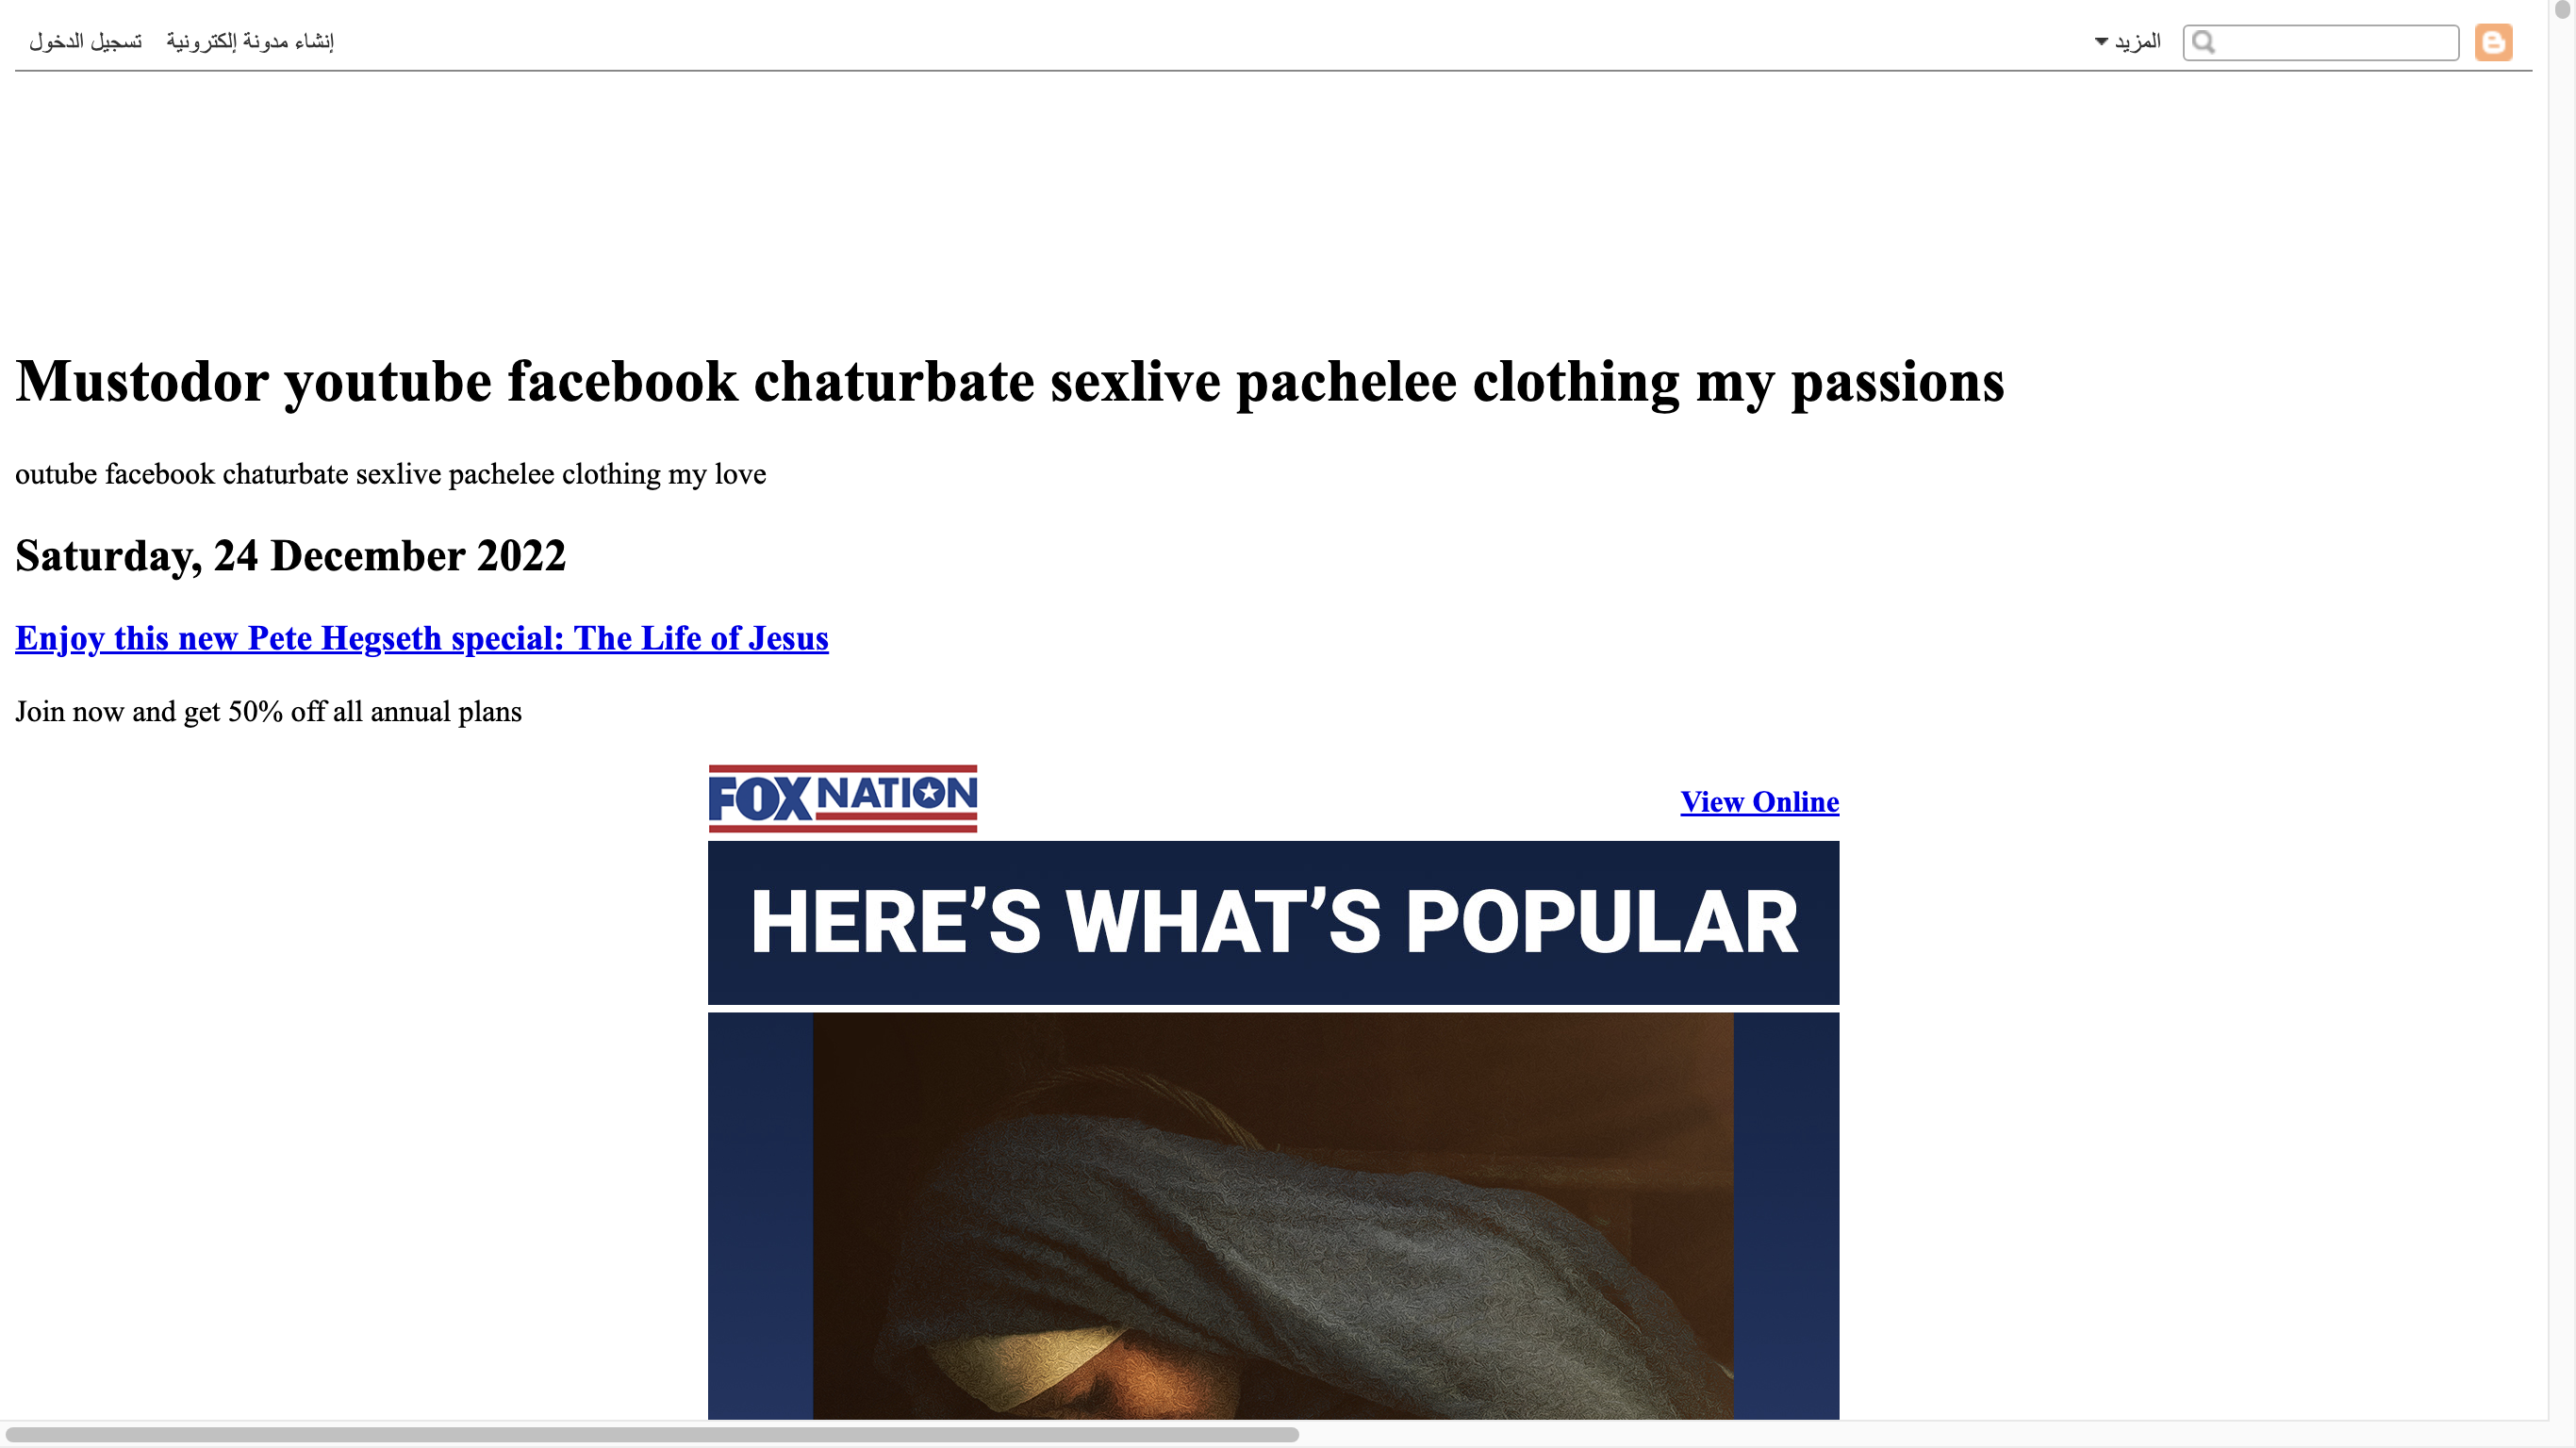 تسجيل الدخول إنشاء مدونة إلكترونية المزيد
Mustodor youtube facebook chaturbate sexlive pachelee clothing my passions
outube facebook chaturbate sexlive pachelee clothing my love
Saturday, 24 December 2022
Enjoy this new Pete Hegseth special: The Life of Jesus
Join now and get 50% off all annual plans
FOX NATION
View Online
HERE’S WHAT’S POPULAR